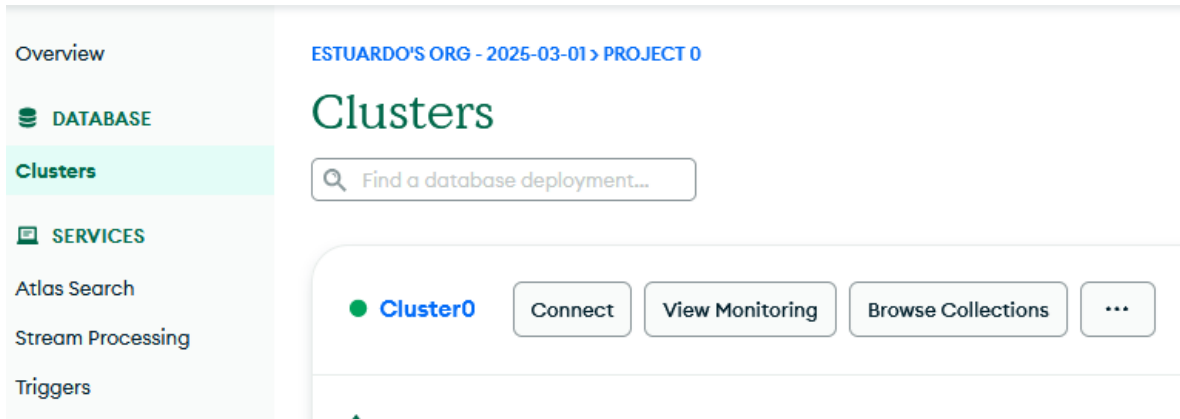 Overview
DATABASE
Clusters
SERVICES
Atlas Search
Stream Processing
Triggers
ESTUARDO'S ORG - 2025-03-01 > PROJECT 0
Clusters
Find a database deployment...
Cluster0 Connect View Monitoring Browse Collections ...